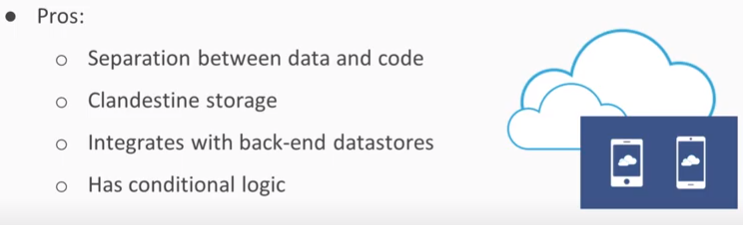 ● Pros:
○ Separation between data and code
○ Clandestine storage
○ Integrates with back-end datastores
○ Has conditional logic